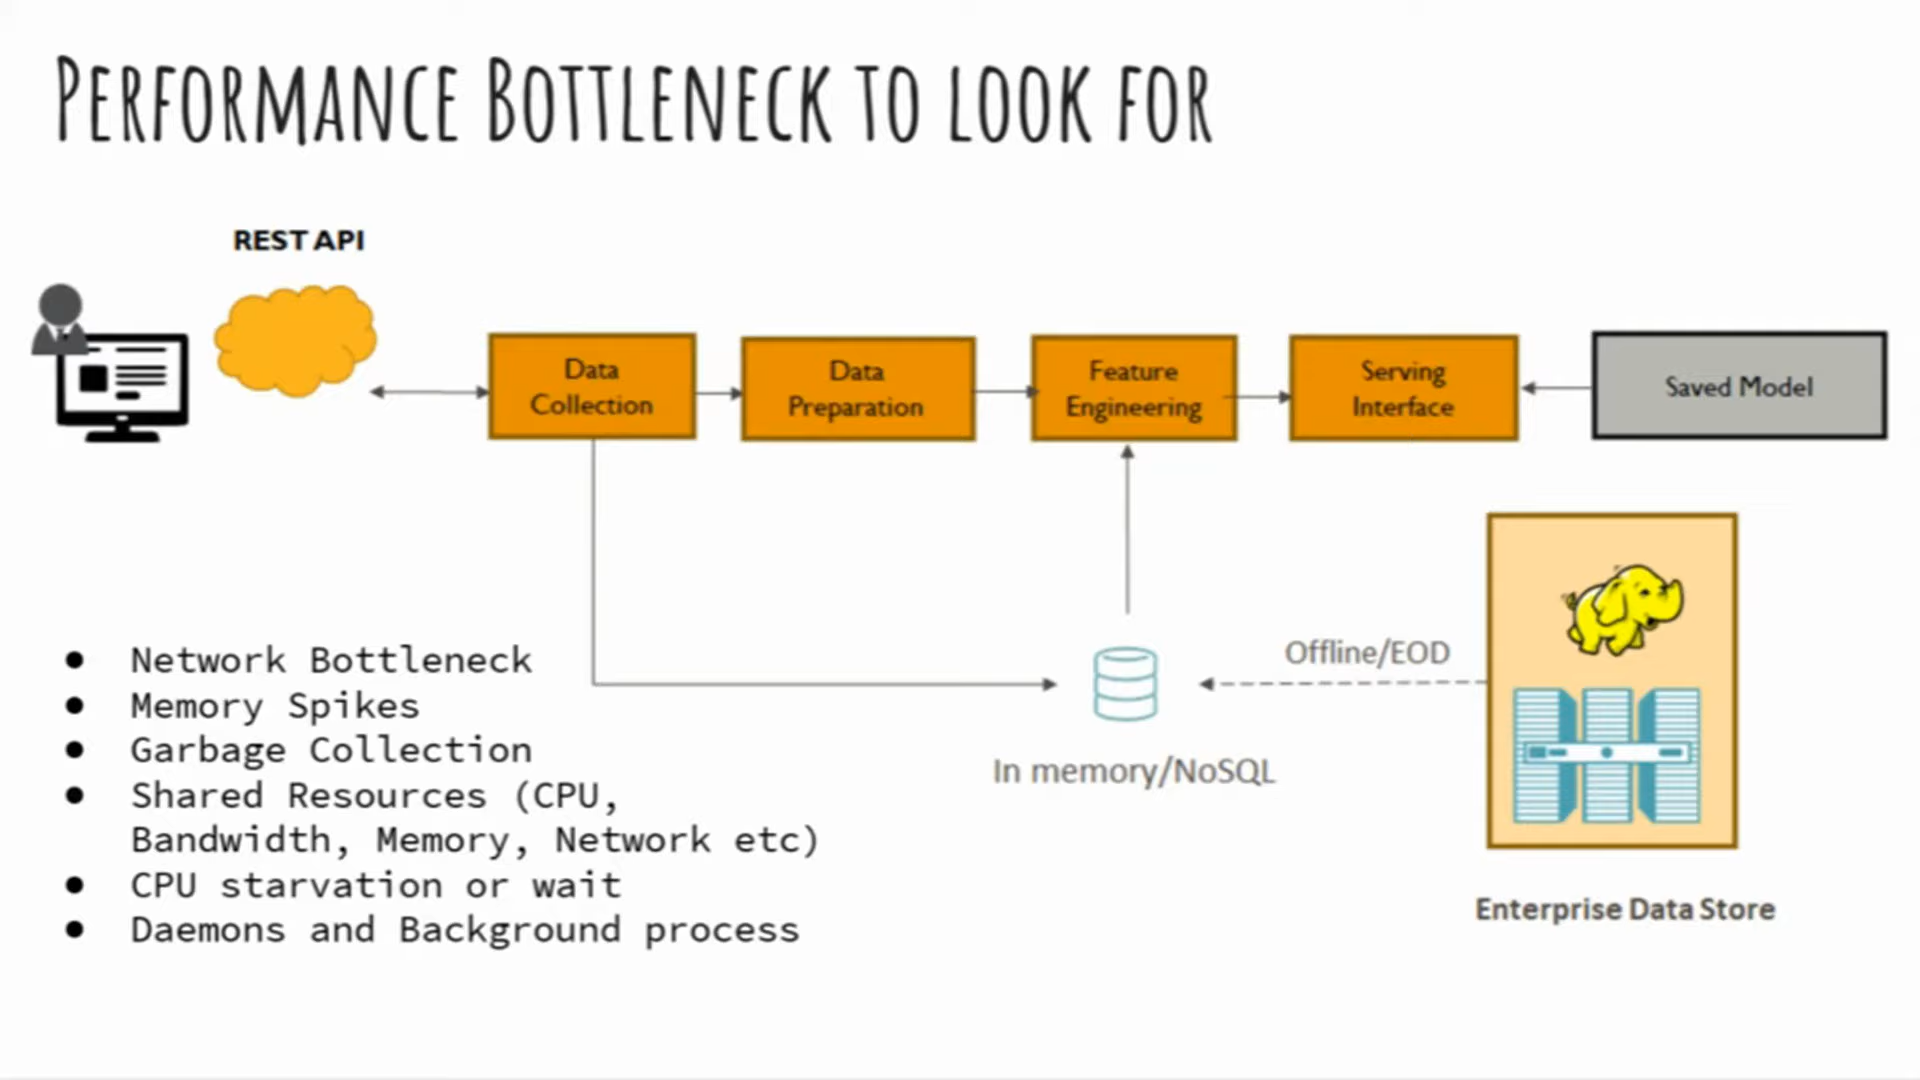 Performance Bottleneck to look for
REST API
Data
Collection
Data
Preparation
Feature
Engineering
Serving
Interface
Saved Model
Offline/EOD
In memory/NoSQL
Enterprise Data Store
● Network Bottleneck
● Memory Spikes
● Garbage Collection
● Shared Resources (CPU,
Bandwidth, Memory, Network etc)
● CPU starvation or wait
● Daemons and Background process